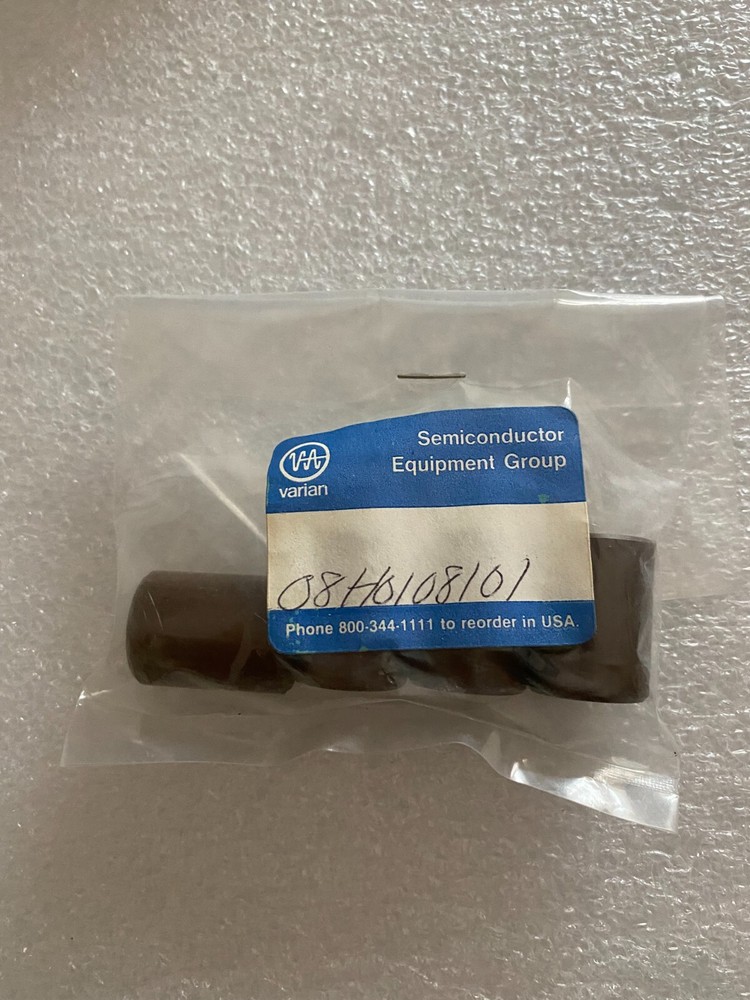 VA
varian
Semiconductor
Equipment Group
08H0108101
Phone 800-344-1111 to reorder in USA.